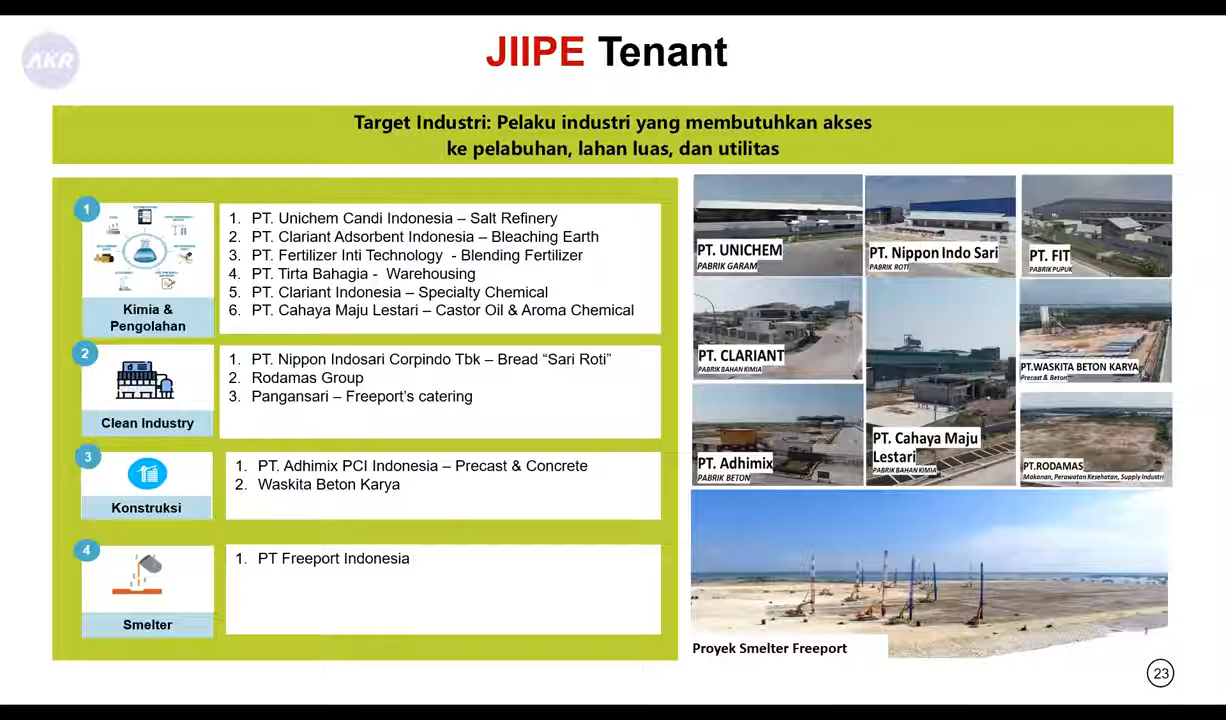 AKR
JIIPE Tenant
Target Industri: Pelaku industri yang membutuhkan akses
ke pelabuhan, lahan luas, dan utilitas
1
Kimia &
Pengolahan
1. PT. Unichem Candi Indonesia – Salt Refinery
2. PT. Clariant Adsorbent Indonesia – Bleaching Earth
3. PT. Fertilizer Inti Technology - Blending Fertilizer
4. PT. Tirta Bahagia - Warehousing
5. PT. Clariant Indonesia – Specialty Chemical
6. PT. Cahaya Maju Lestari – Castor Oil & Aroma Chemical
2
Clean Industry
1. PT. Nippon Indosari Corpindo Tbk – Bread “Sari Roti”
2. Rodamas Group
3. Pangansari – Freeport’s catering
3
Konstruksi
1. PT. Adhimix PCI Indonesia – Precast & Concrete
2. Waskita Beton Karya
4
Smelter
1. PT Freeport Indonesia
PT. UNICHEM
PABRIK GARAM
PT. Nippon Indo Sari
PABRIK ROTI
PT. FIT
PABRIK PUPUK
PT. CLARIANT
PABRIK BAHAN KIMIA
PT.WASKITA BETON KARYA
Precast & Beton
PT. Adhimix
PABRIK BETON
PT. Cahaya Maju
Lestari
PABRIK BAHAN KIMIA
PT.RODAMAS
Makanan, Perawatan Kesehatan, Supply Industri
Proyek Smelter Freeport
23